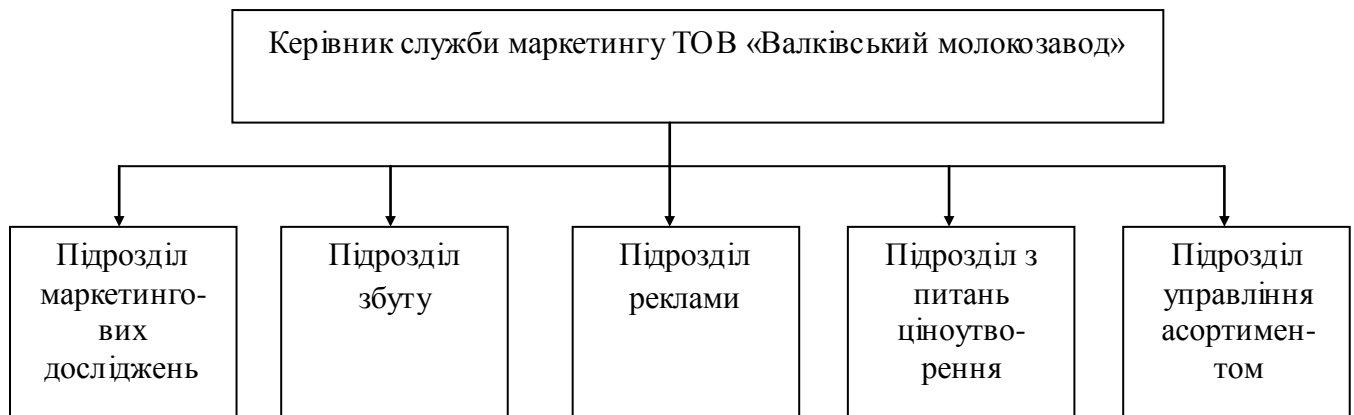 Керівник служби маркетингу ТОВ «Валківський молокозавод»
Підрозділ
маркетинго-
вих
досліджень
Підрозділ
збуту
Підрозділ
реклами
Підрозділ з
питань
ціноутво-
рення
Підрозділ
управління
асортимен-
том